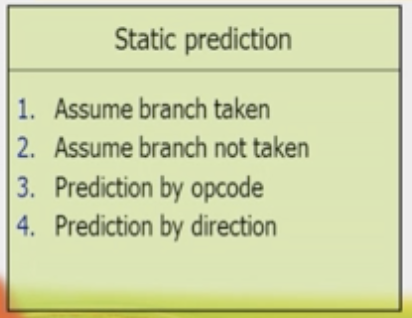 Static prediction
1. Assume branch taken
2. Assume branch not taken
3. Prediction by opcode
4. Prediction by direction